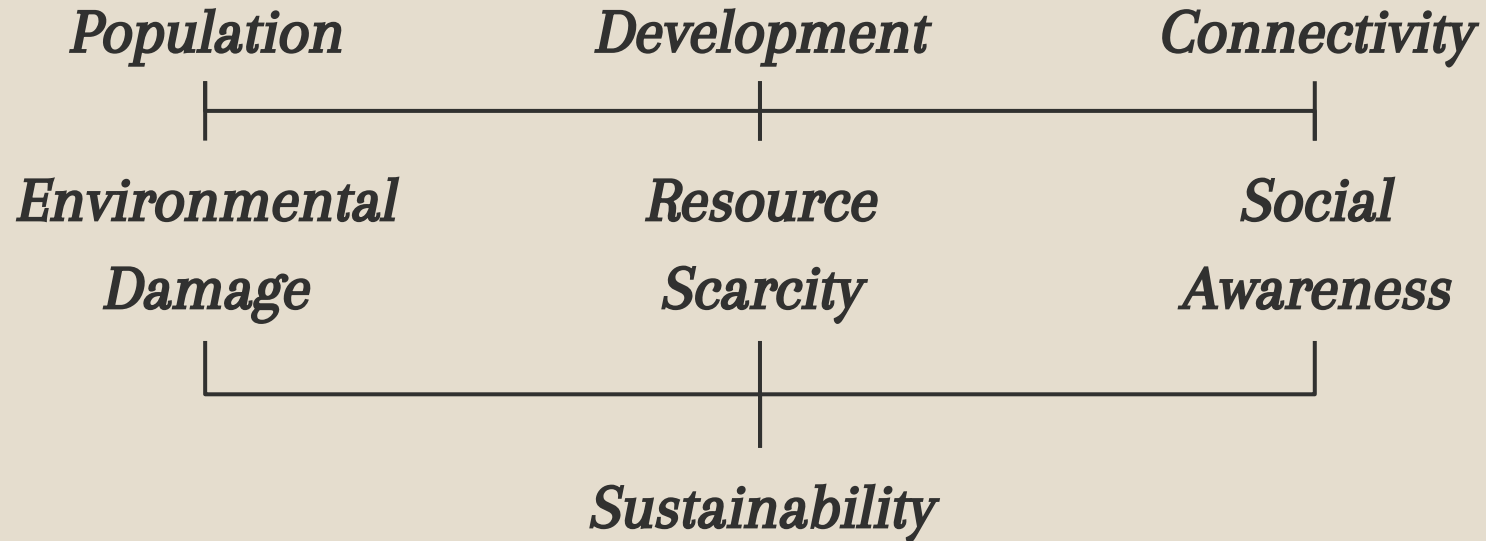 Population
Development
Connectivity
Environmental
Damage
Resource
Scarcity
Social
Awareness
Sustainability